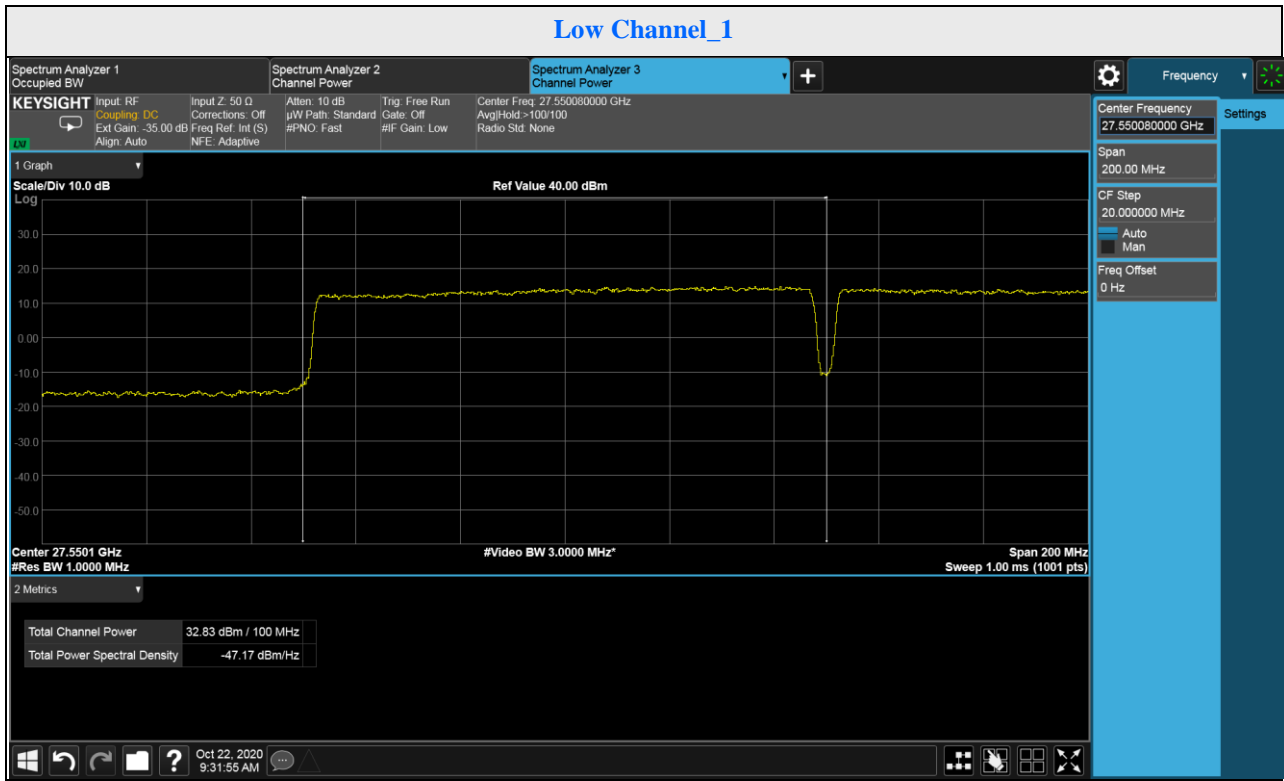 Low Channel_1
Spectrum Analyzer 1
Occupied BW
Spectrum Analyzer 2
Channel Power
Spectrum Analyzer 3
Channel Power
Frequency
KEYSIGHT
Input: RF
Coupling: DC
Ext Gain: -35.00 dB
Align: Auto
Input Z: 50 Ω
Corrections: Off
Freq Ref: Int (S)
NFE: Adaptive
Atten: 10 dB
µW Path: Standard
#PNO: Fast
Trig: Free Run
Gate: Off
#IF Gain: Low
Center Freq: 27.550080000 GHz
Avg|Hold:>100/100
Radio Std: None
Center Frequency
27.550080000 GHz
Settings
Span
200.00 MHz
CF Step
20.000000 MHz
Auto
Man
Freq Offset
0 Hz
1 Graph
Scale/Div 10.0 dB
Ref Value 40.00 dBm
Log
30.0
20.0
10.0
0.00
-10.0
-20.0
-30.0
-40.0
-50.0
Center 27.5501 GHz
#Video BW 3.0000 MHz*
Span 200 MHz
#Res BW 1.0000 MHz
Sweep 1.00 ms (1001 pts)
2 Metrics
Total Channel Power 32.83 dBm / 100 MHz
Total Power Spectral Density -47.17 dBm/Hz
Oct 22, 2020
9:31:55 AM